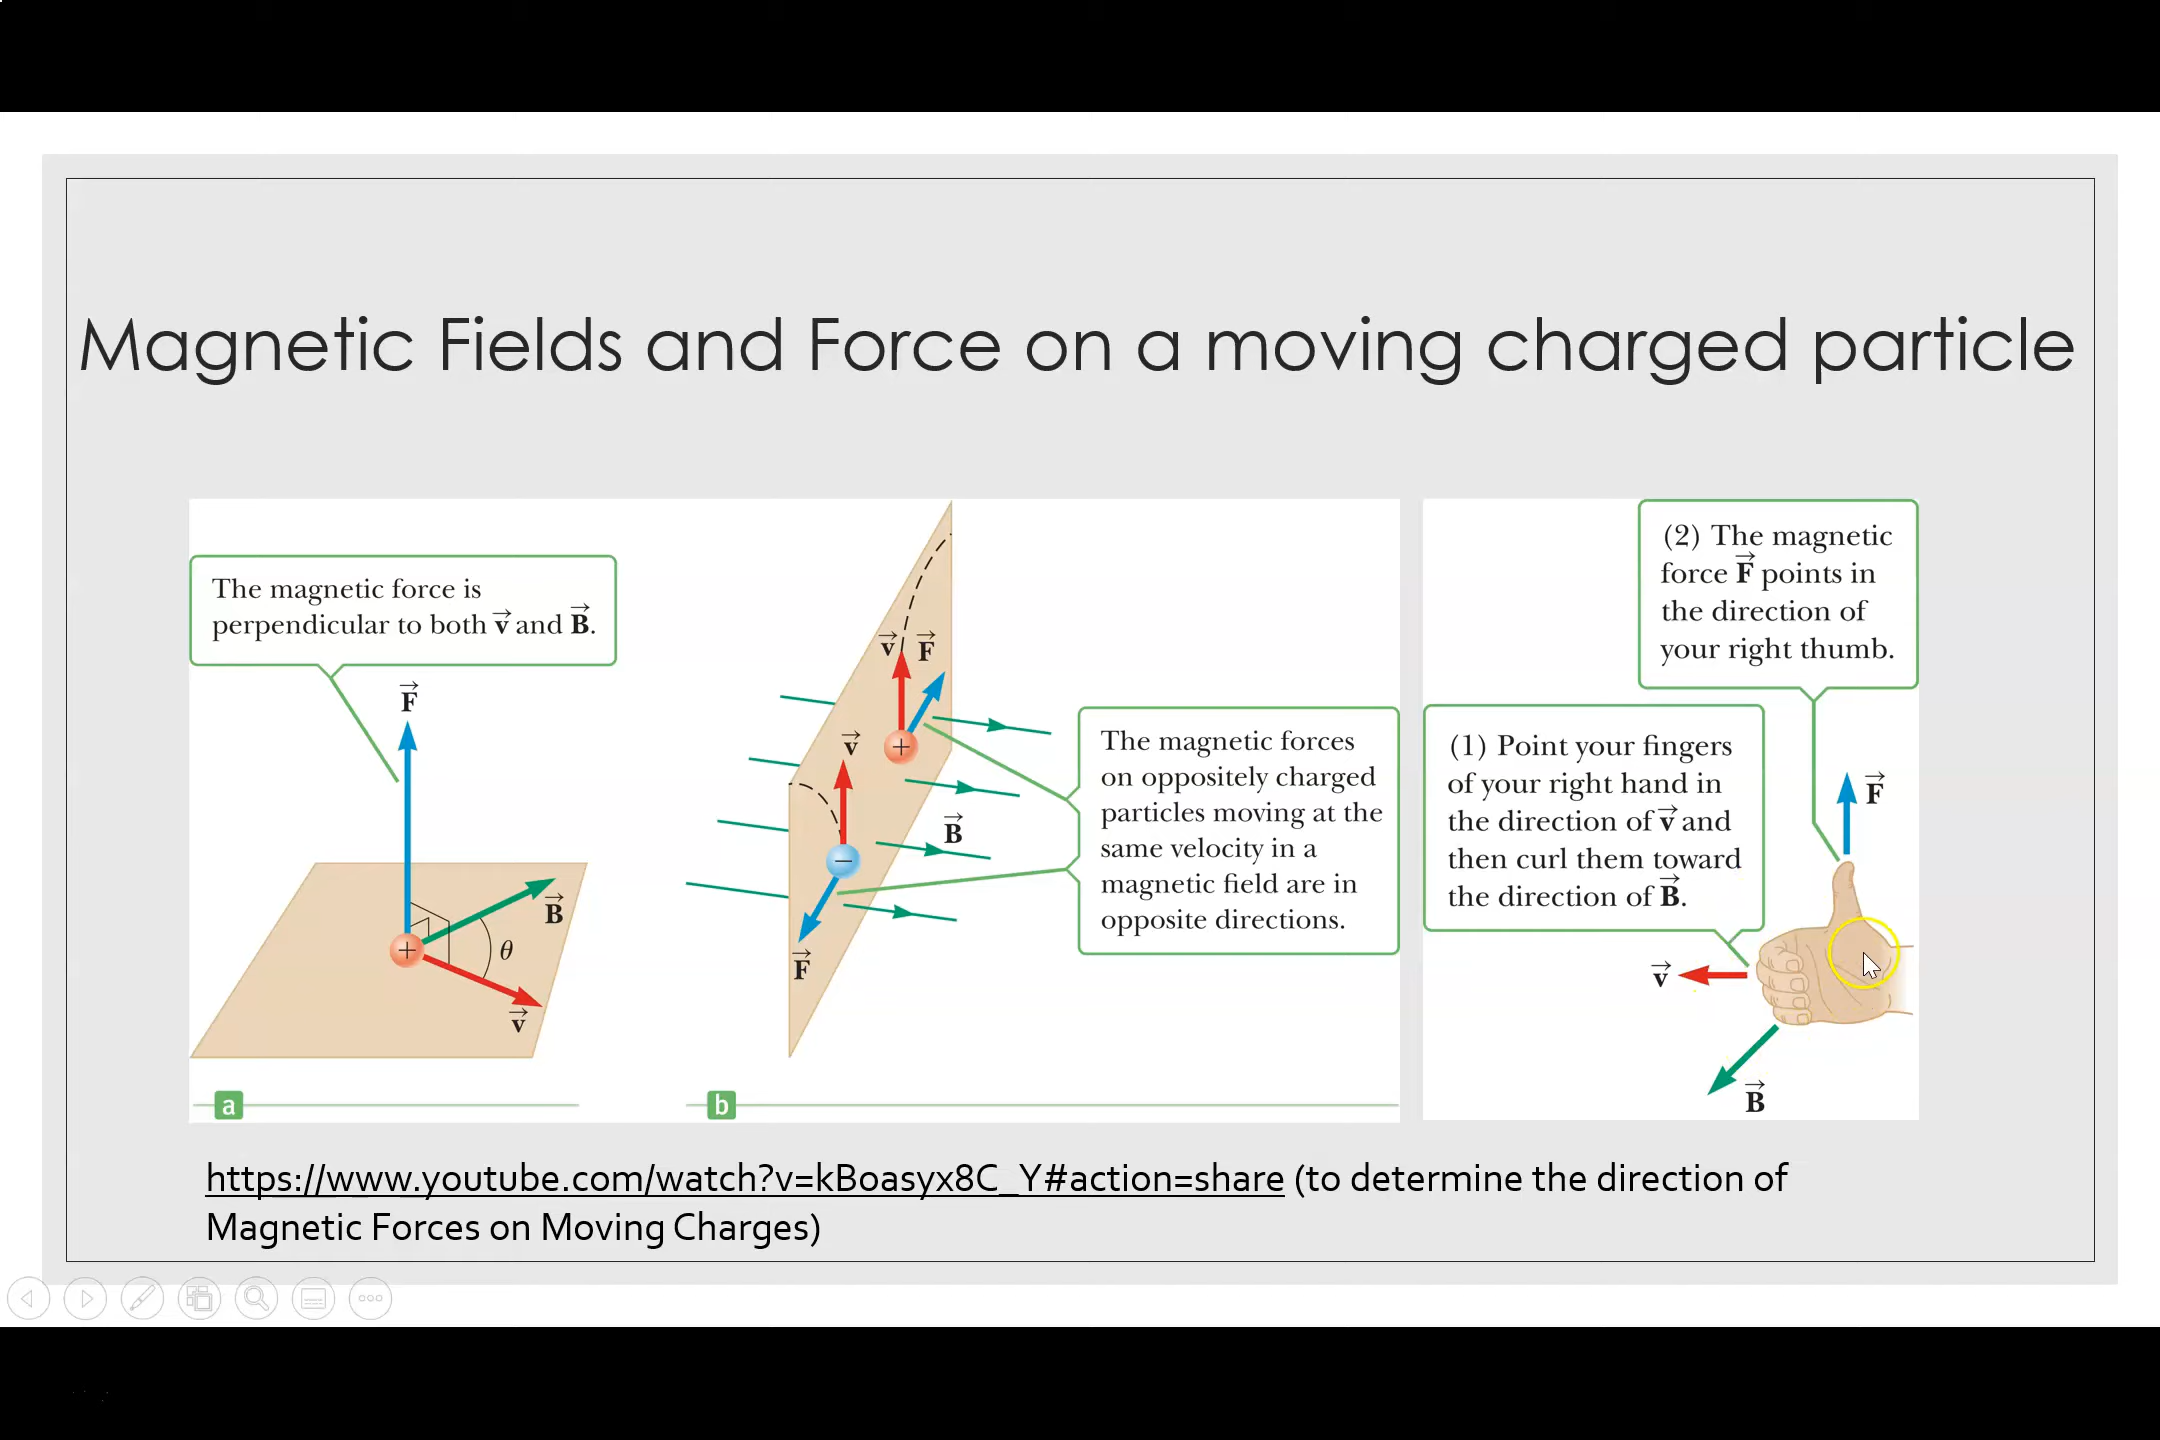 Magnetic Fields and Force on a moving charged particle
The magnetic force is
perpendicular to both v⃗ and B⃗.
F⃗
+
B⃗
θ
v⃗
a
v⃗ F⃗
+
v⃗
−
B⃗
F⃗
b
The magnetic forces
on oppositely charged
particles moving at the
same velocity in a
magnetic field are in
opposite directions.
(2) The magnetic
force F⃗ points in
the direction of
your right thumb.
(1) Point your fingers
of your right hand in
the direction of v⃗ and
then curl them toward
the direction of B⃗.
F⃗
v⃗
B⃗
https://www.youtube.com/watch?v=kBoasyx8C_Y#action=share (to determine the direction of
Magnetic Forces on Moving Charges)